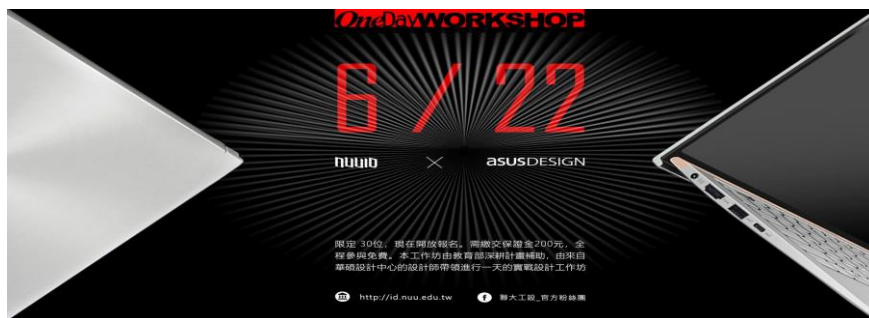 OneDayWORKSHOP
6 / 22
nuuID × ASUSDESIGN
限定 30位，現在開放報名。需繳交保證金200元，全
程參與免費。本工作坊由教育部深耕計畫補助，由來自
華碩設計中心的設計師帶領進行一天的實戰設計工作坊
http://id.nuu.edu.tw f 聯大工設_官方粉絲團